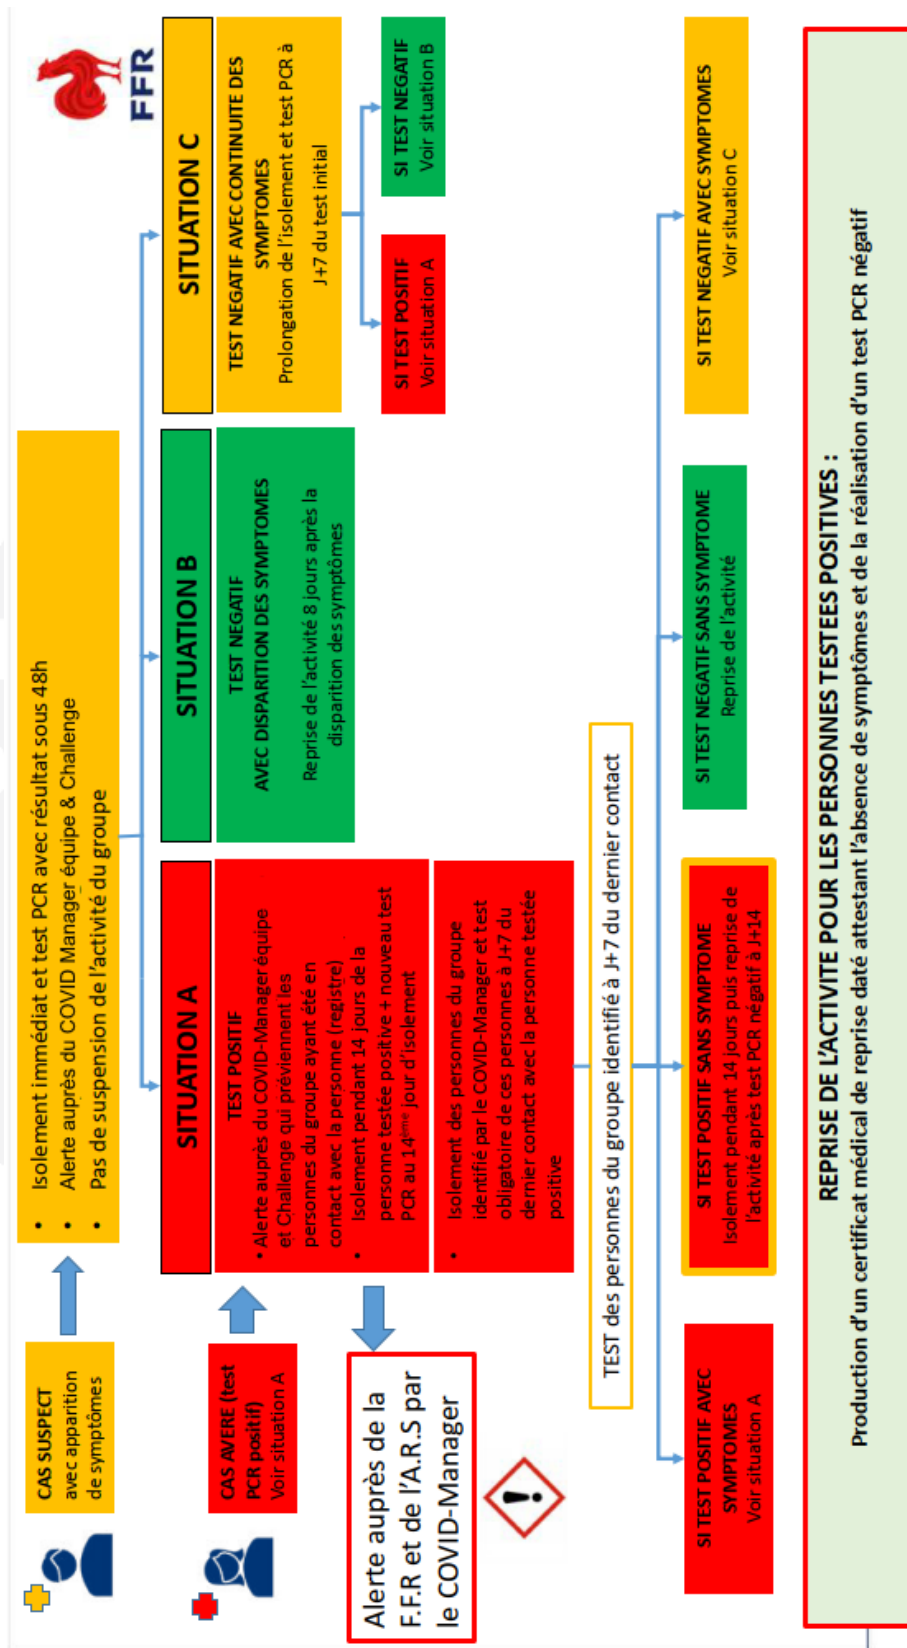 FFR
CAS SUSPECT
avec apparition
de symptômes
• Isolement immédiat et test PCR avec résultat sous 48h
• Alerte auprès du COVID Manager équipe & Challenge
• Pas de suspension de l'activité du groupe
CAS AVERE (test
PCR positif)
Voir situation A
SITUATION A
TEST POSITIF
• Alerte auprès du COVID-Manager équipe
et Challenge qui préviennent les
personnes du groupe ayant été en
contact avec la personne (registre)
• Isolement pendant 14 jours de la
personne testée positive + nouveau test
PCR au 14ème jour d'isolement
• Isolement des personnes du groupe
identifié par le COVID-Manager et test
obligatoire de ces personnes à J+7 du
dernier contact avec la personne testée
positive
SITUATION B
TEST NEGATIF
AVEC DISPARITION DES SYMPTOMES
Reprise de l'activité 8 jours après la
disparition des symptômes
SITUATION C
TEST NEGATIF AVEC CONTINUITE DES
SYMPTOMES
Prolongation de l'isolement et test PCR à
J+7 du test initial
SI TEST POSITIF
Voir situation A
SI TEST NEGATIF
Voir situation B
Alerte auprès de la
F.F.R et de l'A.R.S par
le COVID-Manager
TEST des personnes du groupe identifié à J+7 du dernier contact
SI TEST POSITIF AVEC
SYMPTOMES
Voir situation A
SI TEST POSITIF SANS SYMPTOME
Isolement pendant 14 jours puis reprise de
l'activité après test PCR négatif à J+14
SI TEST NEGATIF SANS SYMPTOME
Reprise de l'activité
SI TEST NEGATIF AVEC SYMPTOMES
Voir situation C
REPRISE DE L'ACTIVITE POUR LES PERSONNES TESTEES POSITIVES :
Production d'un certificat médical de reprise daté attestant l'absence de symptômes et de la réalisation d'un test PCR négatif